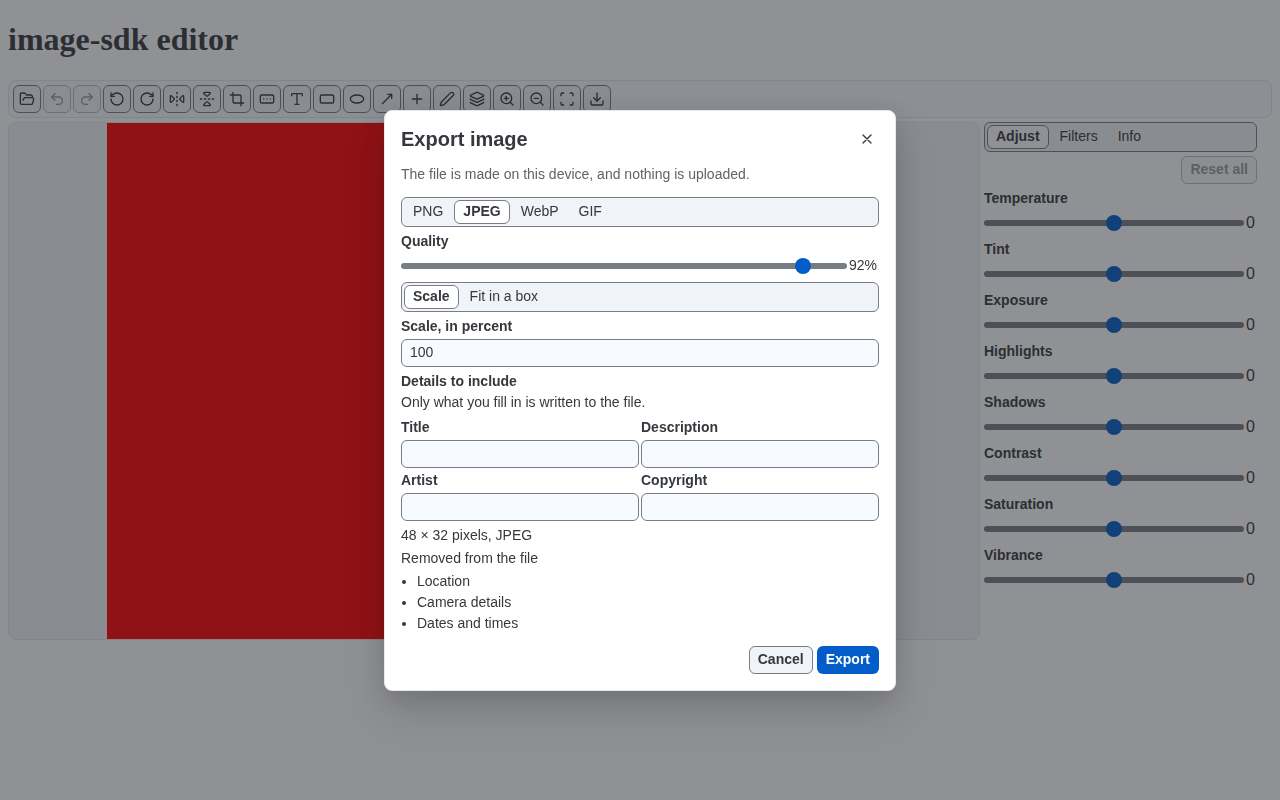 image-sdk editor
Export image
The file is made on this device, and nothing is uploaded.
PNG JPEG WebP GIF
Quality
92%
Scale Fit in a box
Scale, in percent
100
Details to include
Only what you fill in is written to the file.
Title Description
Artist Copyright
48 × 32 pixels, JPEG
Removed from the file
• Location
• Camera details
• Dates and times
Cancel Export
Adjust Filters Info
Reset all
Temperature
0
Tint
0
Exposure
0
Highlights
0
Shadows
0
Contrast
0
Saturation
0
Vibrance
0